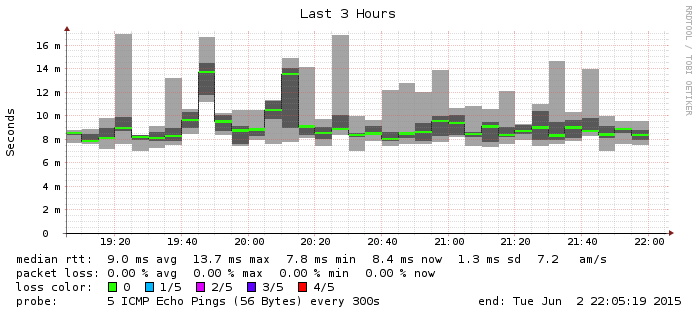 Last 3 Hours
RRDTOOL / TOBI OETIKER
Seconds
16 m
14 m
12 m
10 m
8 m
6 m
4 m
2 m
0
19:20 19:40 20:00 20:20 20:40 21:00 21:20 21:40 22:00
median rtt: 9.0 ms avg 13.7 ms max 7.8 ms min 8.4 ms now 1.3 ms sd 7.2 am/s
packet loss: 0.00 % avg 0.00 % max 0.00 % min 0.00 % now
loss color: 0 1/5 2/5 3/5 4/5
probe: 5 ICMP Echo Pings (56 Bytes) every 300s end: Tue Jun 2 22:05:19 2015